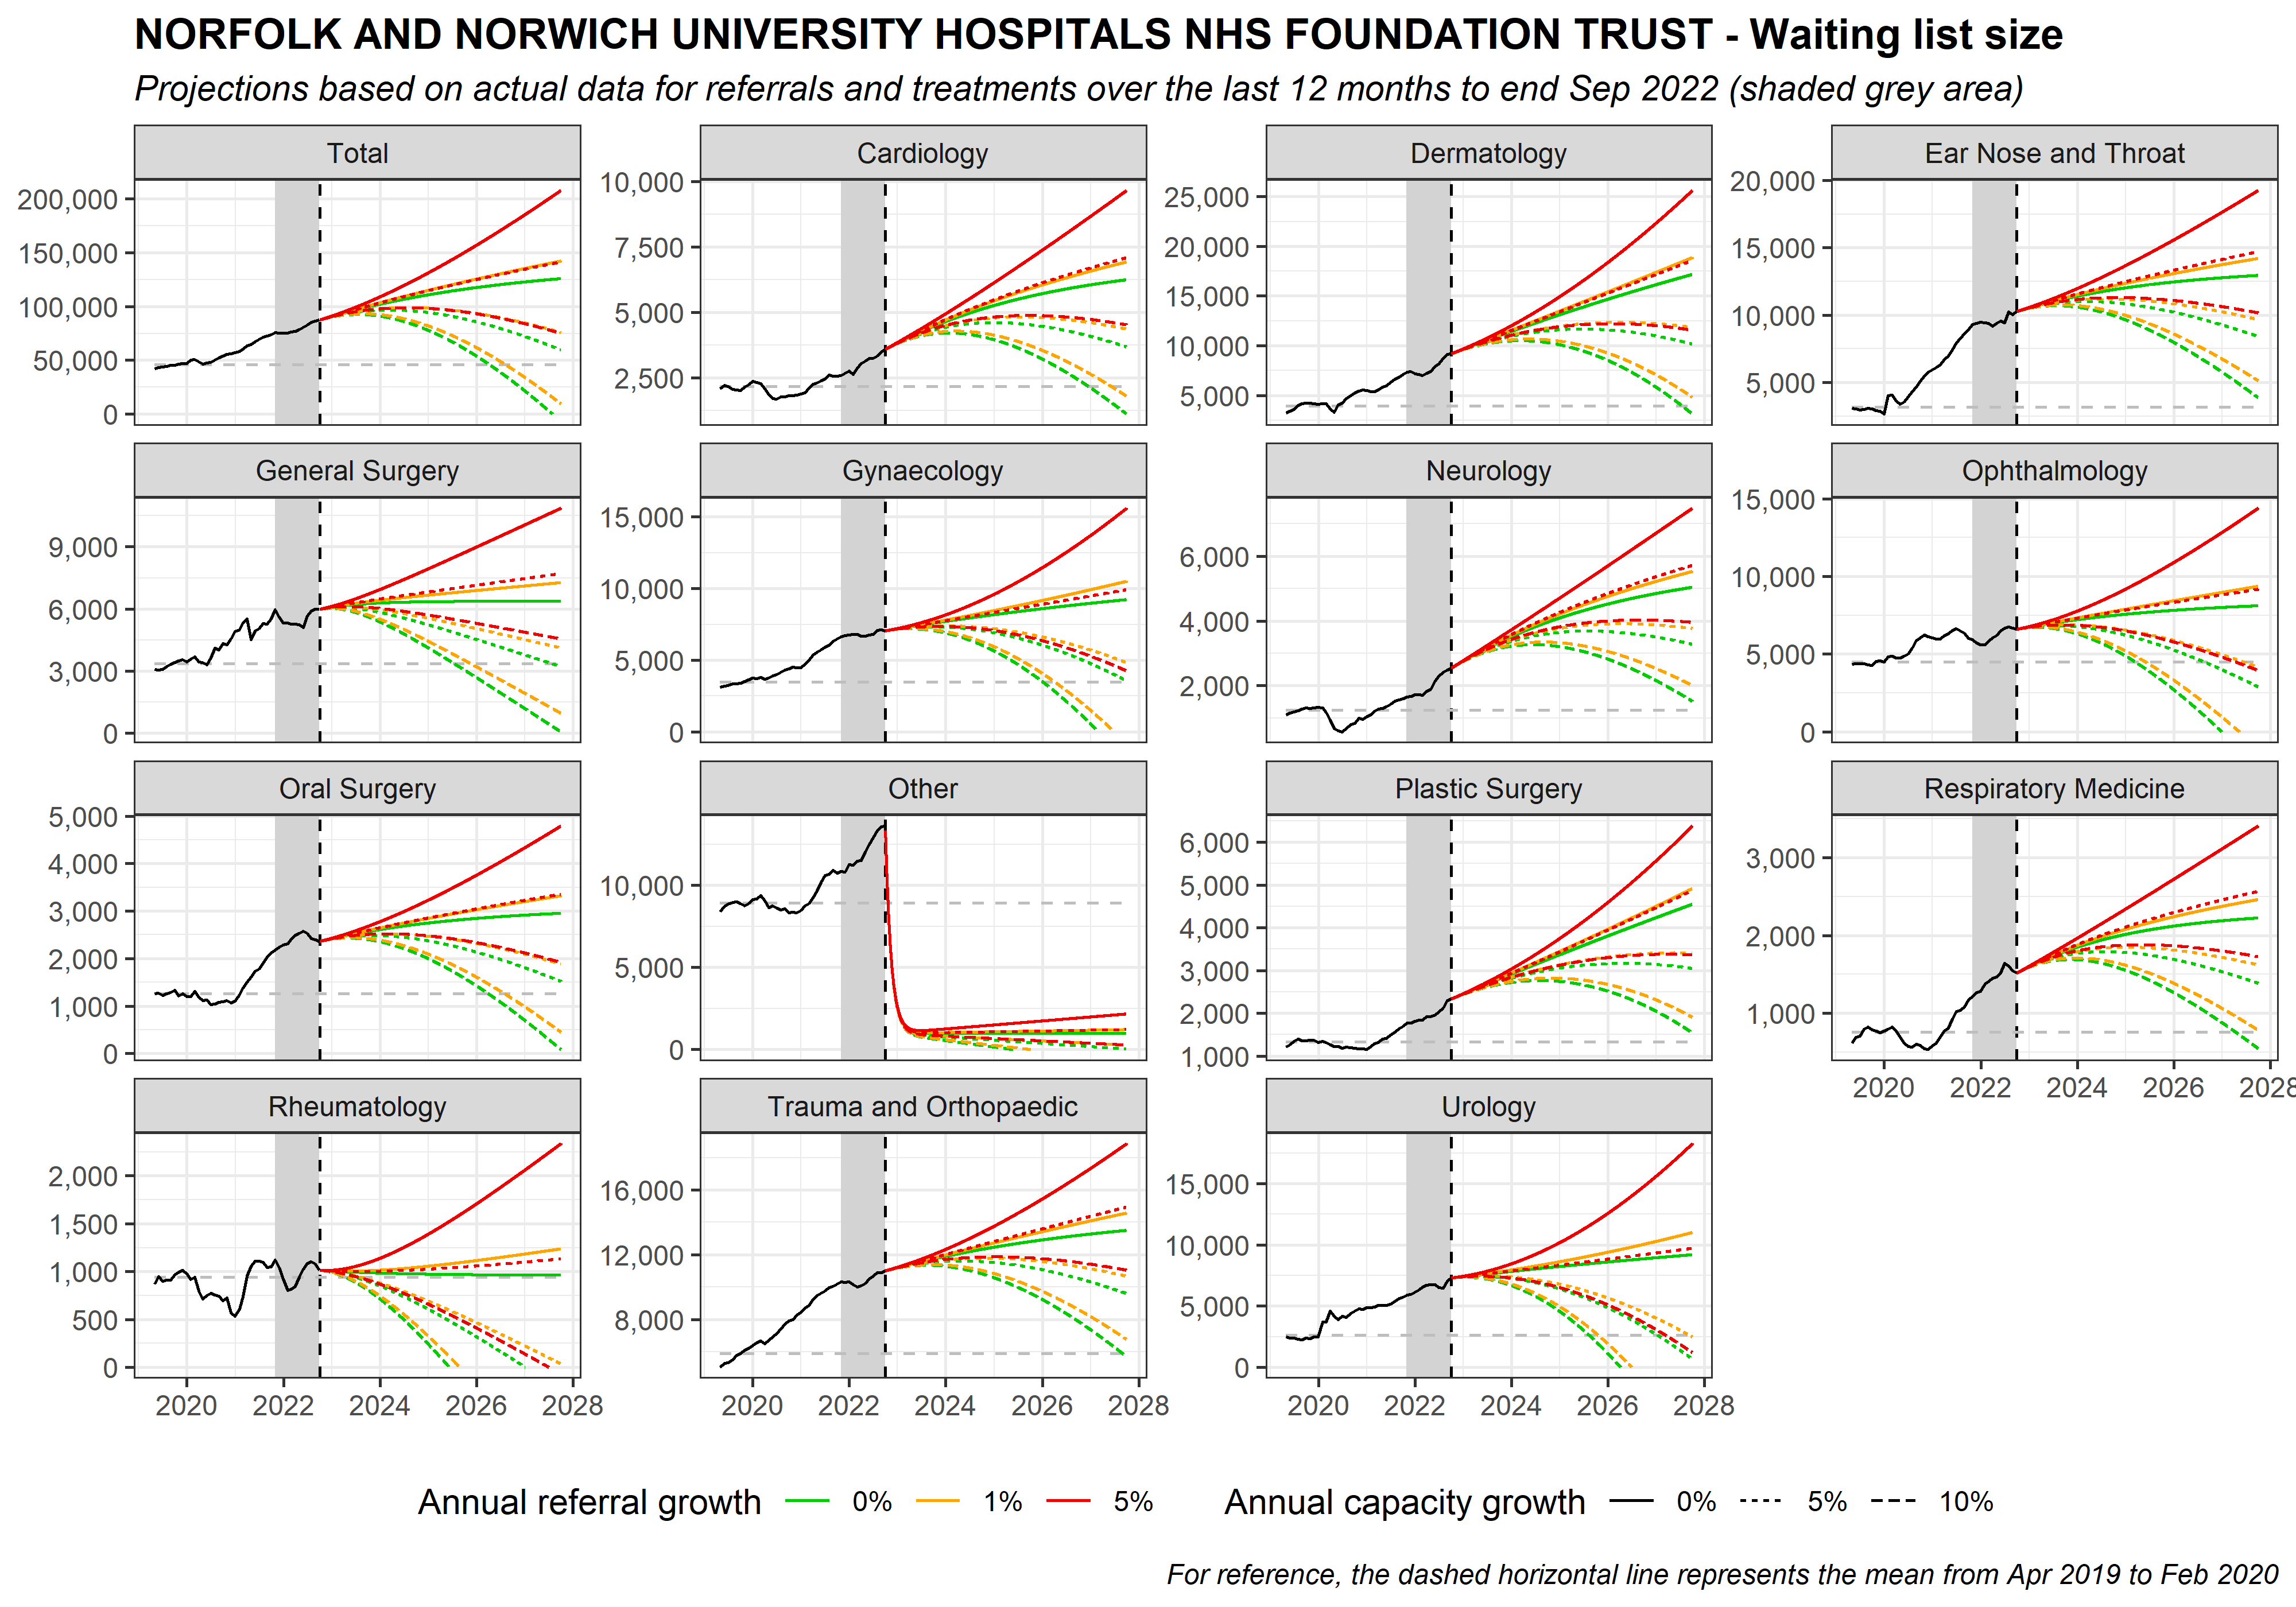 NORFOLK AND NORWICH UNIVERSITY HOSPITALS NHS FOUNDATION TRUST - Waiting list size
Projections based on actual data for referrals and treatments over the last 12 months to end Sep 2022 (shaded grey area)
Total
200,000
150,000
100,000
50,000
0
Cardiology
10,000
7,500
5,000
2,500
Dermatology
25,000
20,000
15,000
10,000
5,000
Ear Nose and Throat
20,000
15,000
10,000
5,000
General Surgery
9,000
6,000
3,000
0
Gynaecology
15,000
10,000
5,000
0
Neurology
6,000
4,000
2,000
Ophthalmology
15,000
10,000
5,000
0
Oral Surgery
5,000
4,000
3,000
2,000
1,000
0
Other
10,000
5,000
0
Plastic Surgery
6,000
5,000
4,000
3,000
2,000
1,000
Respiratory Medicine
3,000
2,000
1,000
2020 2022 2024 2026 2028
Rheumatology
2,000
1,500
1,000
500
0
2020 2022 2024 2026 2028
Trauma and Orthopaedic
16,000
12,000
8,000
2020 2022 2024 2026 2028
Urology
15,000
10,000
5,000
0
2020 2022 2024 2026 2028
Annual referral growth 0% 1% 5% Annual capacity growth 0% 5% 10%
For reference, the dashed horizontal line represents the mean from Apr 2019 to Feb 2020